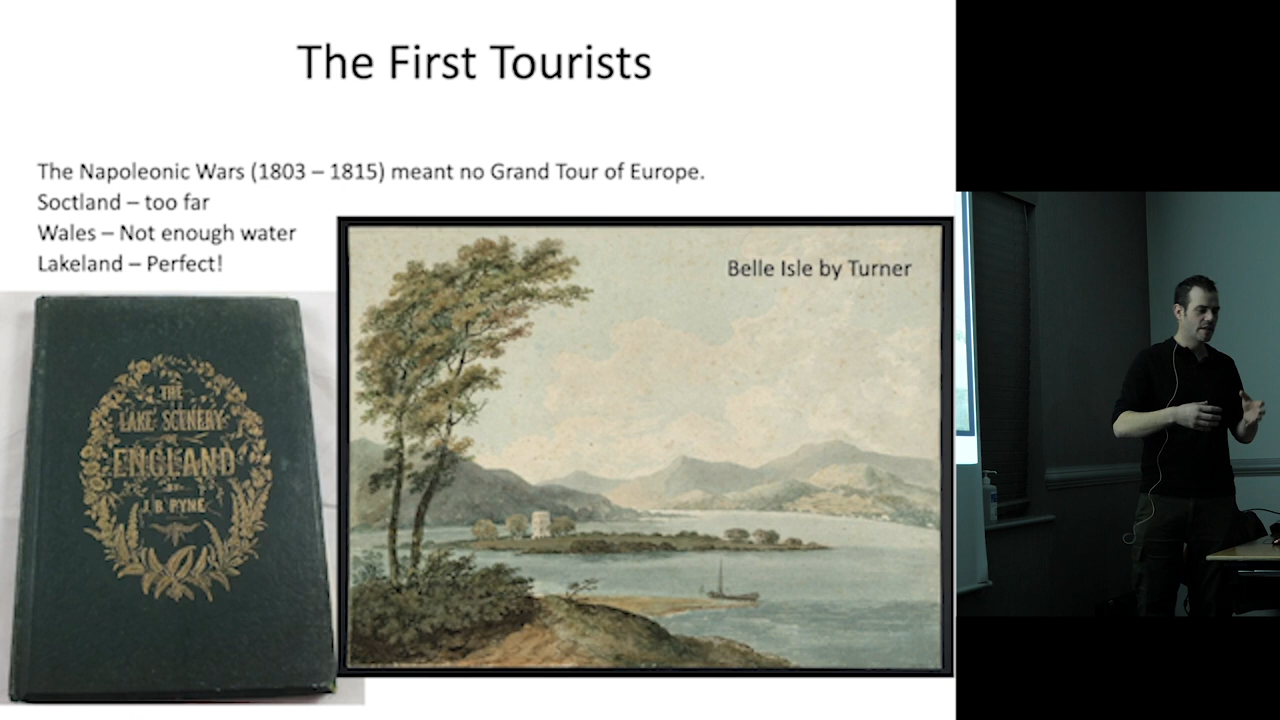 The First Tourists
The Napoleonic Wars (1803 – 1815) meant no Grand Tour of Europe.
Soctland – too far
Wales – Not enough water
Lakeland – Perfect!
Belle Isle by Turner
THE
LAKE SCENERY
OF
ENGLAND
BY
J. B. PYNE